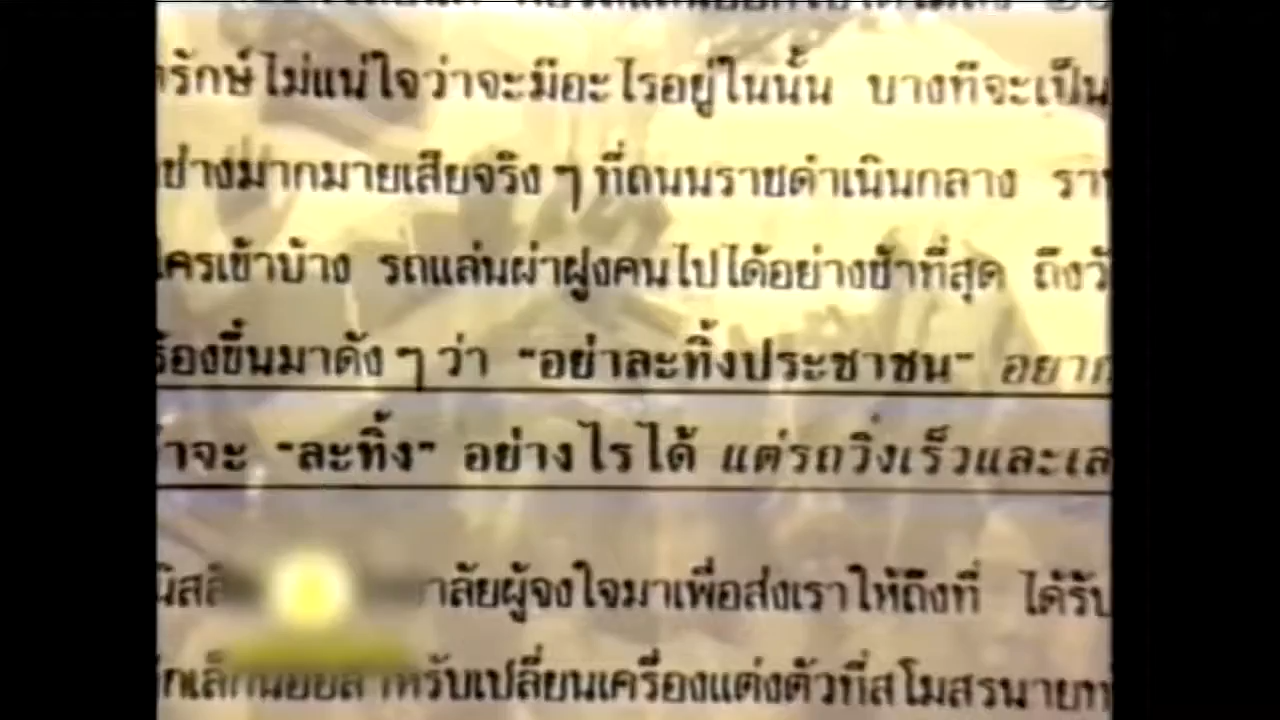 รักษ์ไม่แน่ใจว่าจะมีอะไรอยู่ในนั้น บางทีจะเป็น
อย่างมากมายเสียจริง ๆ ที่ถนนราชดำเนินกลาง
ใครเข้าบ้าง รถแล่นผ่าฝูงคนไปได้อย่างช้าที่สุด ถึง
ร้องขึ้นมาดัง ๆ ว่า "อย่าละทิ้งประชาชน" อยาก
จะ "ละทิ้ง" อย่างไรได้ แต่รถวิ่งเร็วและ
ผู้จงใจมาเพื่อส่งเราให้ถึงที่ ได้รับ
สำหรับเปลี่ยนเครื่องแต่งตัวที่สโมสร